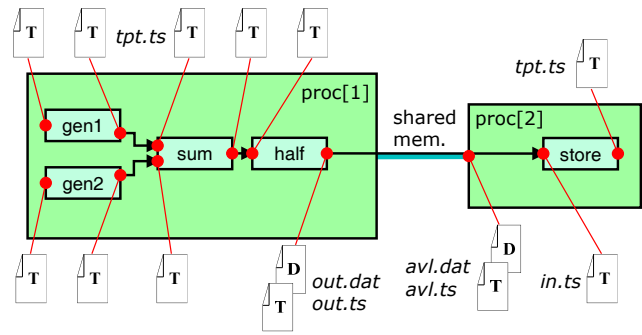 T
tpt.ts
T
T
T
T
tpt.ts
T
proc[1]
shared
mem.
proc[2]
gen1
sum
half
store
gen2
T
T
T
D
T
out.dat
out.ts
avl.dat
avl.ts
D
T
in.ts
T